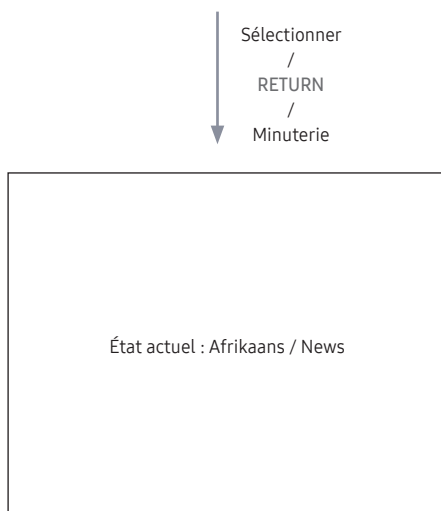 Sélectionner
/
RETURN
/
Minuterie
État actuel : Afrikaans / News